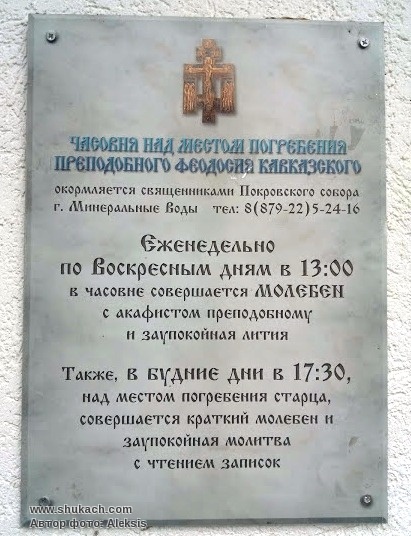 ЧАСОВНЯ НАД МЕСТОМ ПОГРЕБЕНИЯ
ПРЕПОДОБНОГО ФЕОДОСИЯ КАВКАЗСКОГО
окормляется священниками Покровского собора
г. Минеральные Воды тел: 8(879-22)5-24-16
Еженедельно
по Воскресным дням в 13:00
в часовне совершается МОЛЕБЕН
с акафистом преподобному
и заупокойная лития
Также, в будние дни в 17:30,
над местом погребения старца,
совершается краткий молебен и
заупокойная молитва
с чтением записок
www.shukach.com
Автор фото: Aleksis